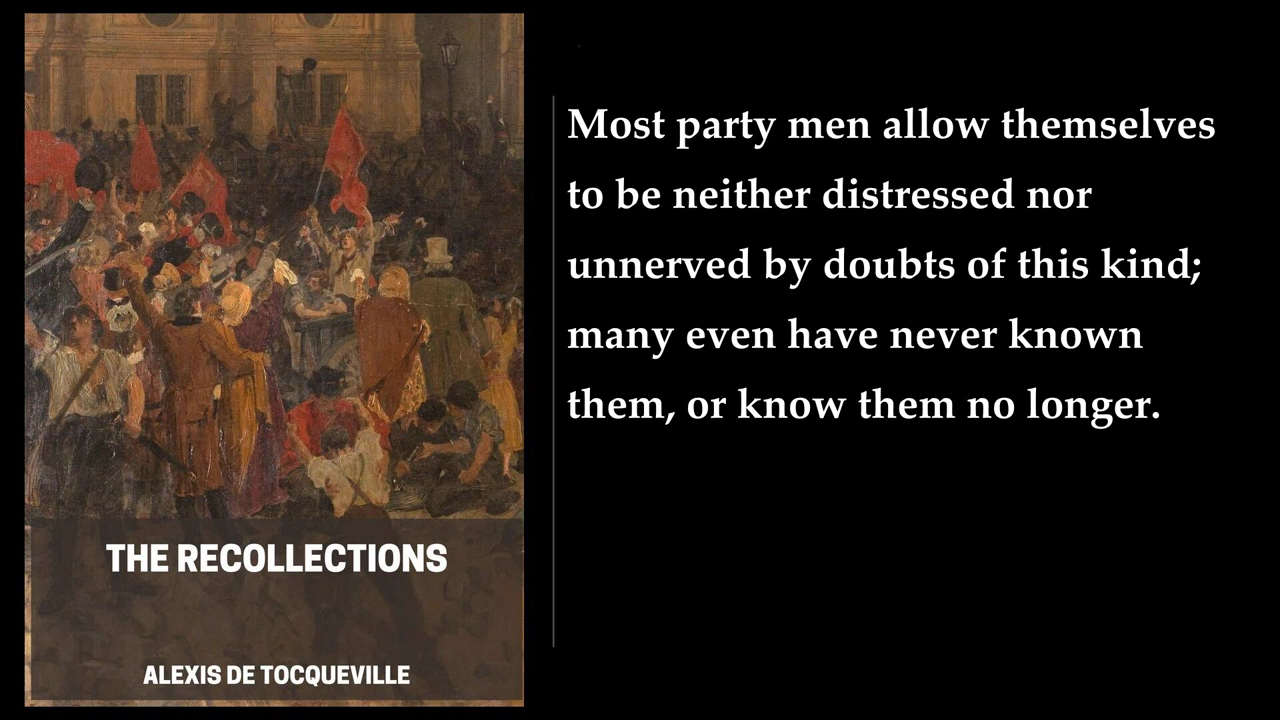 Most party men allow themselves
to be neither distressed nor
unnerved by doubts of this kind;
many even have never known
them, or know them no longer.
THE RECOLLECTIONS
ALEXIS DE TOCQUEVILLE